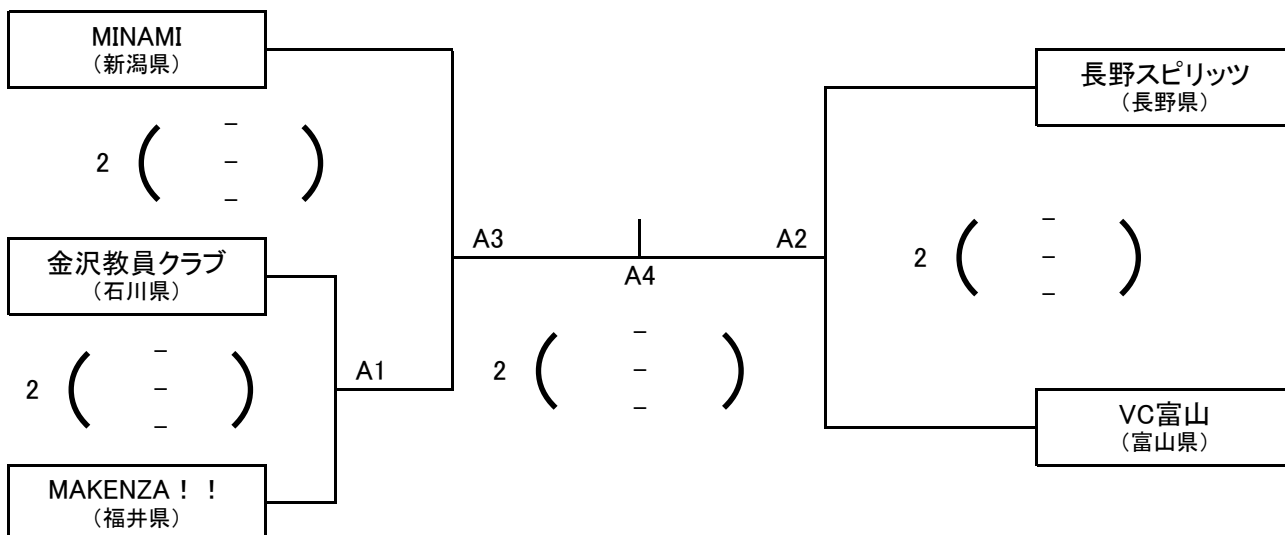 MINAMI
（新潟県）
2 ( － )
－
－
金沢教員クラブ
（石川県）
2 ( － )
－
－
MAKENZA！！
（福井県）
A1
A3
A4
2 ( － )
－
－
A2
長野スピリッツ
（長野県）
2 ( － )
－
－
VC富山
（富山県）